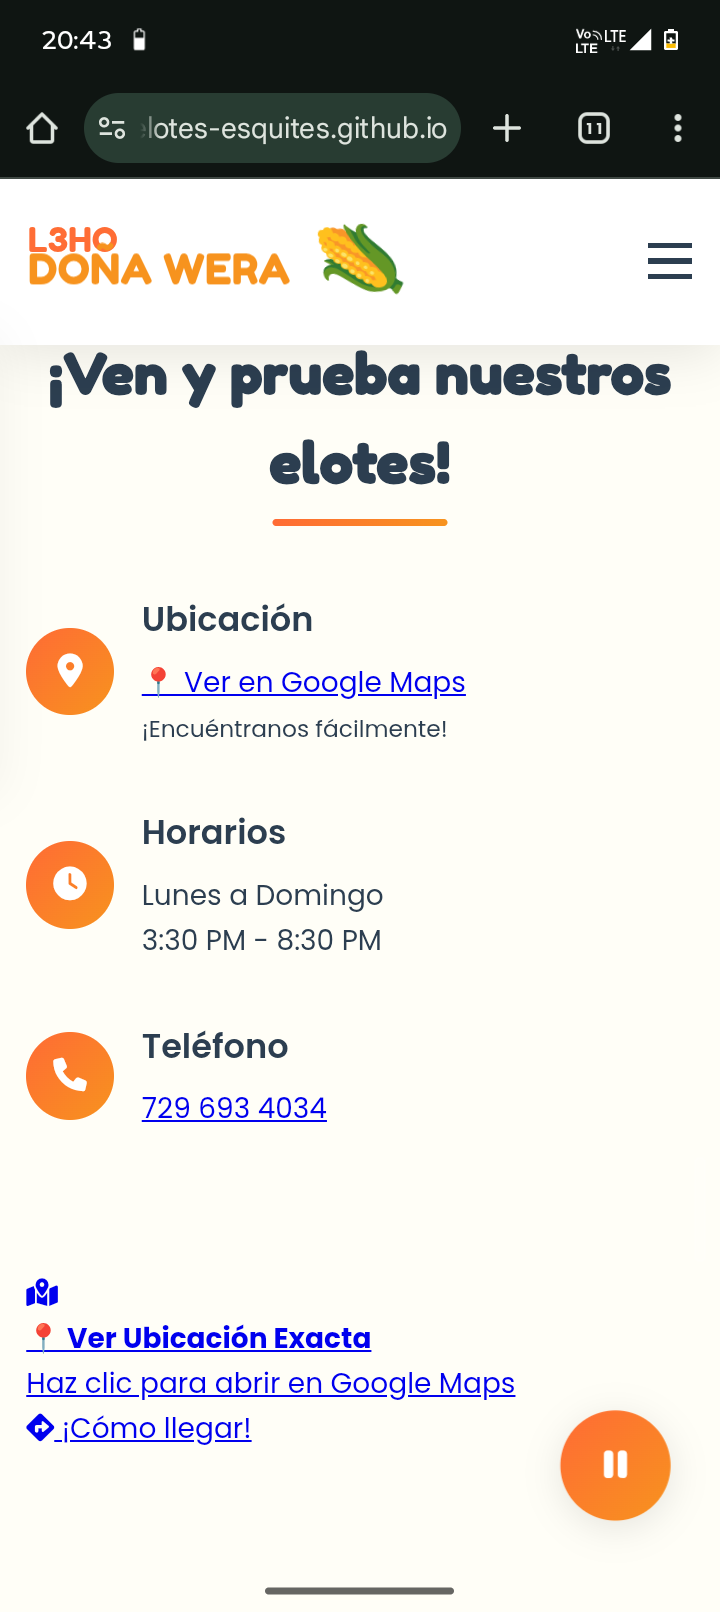 20:43
Vo LTE LTE
lotes-esquites.github.io
11
L3HO
DOÑA WERA
¡Ven y prueba nuestros
elotes!
Ubicación
📍 Ver en Google Maps
¡Encuéntranos fácilmente!
Horarios
Lunes a Domingo
3:30 PM - 8:30 PM
Teléfono
729 693 4034
📍 Ver Ubicación Exacta
Haz clic para abrir en Google Maps
¡Cómo llegar!